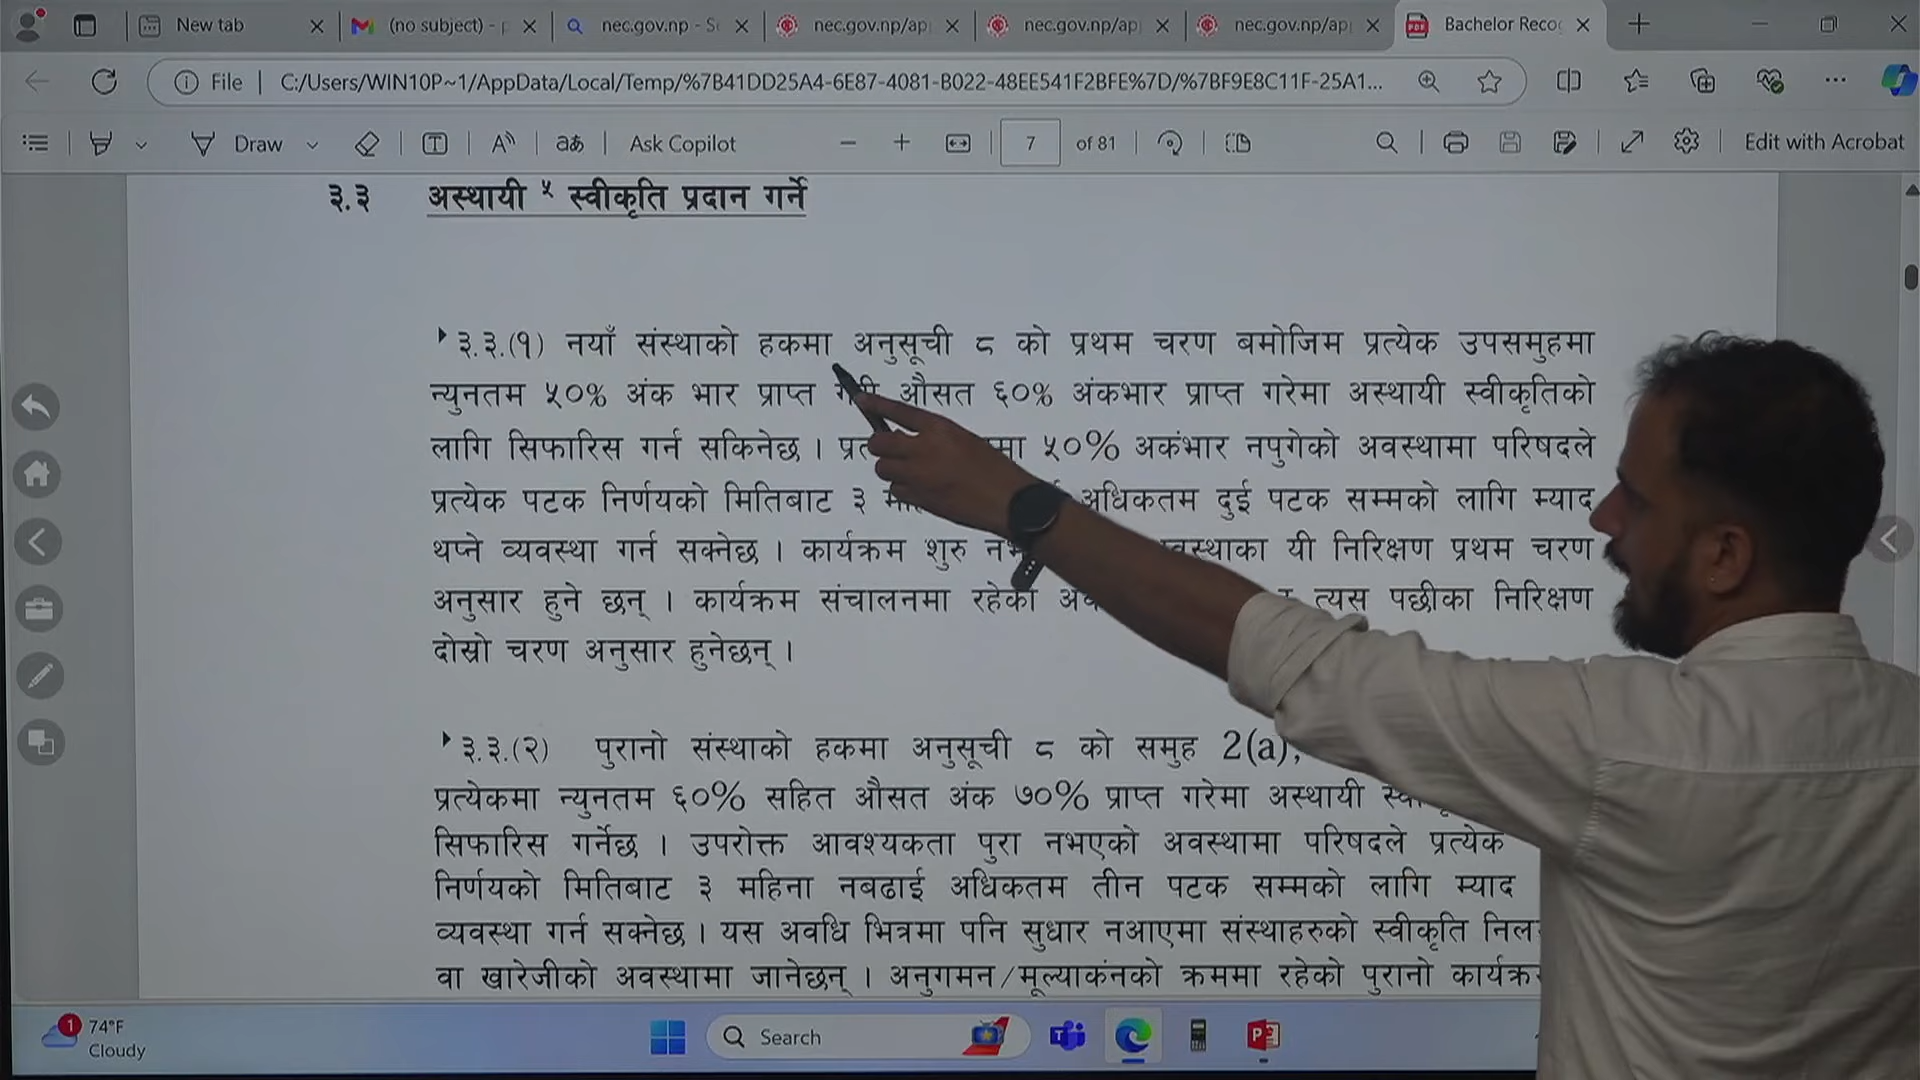 New tab
(no subject) - p
nec.gov.np - Se
nec.gov.np/ap
nec.gov.np/ap
nec.gov.np/ap
Bachelor Reco
File
C:/Users/WIN10P~1/AppData/Local/Temp/%7B41DD25A4-6E87-4081-B022-48EE541F2BFE%7D/%7BF9E8C11F-25A1...
Draw
T
aあ
Ask Copilot
7 of 81
Edit with Acrobat
३.३ अस्थायी ५ स्वीकृति प्रदान गर्ने
३.३.(१) नयाँ संस्थाको हकमा अनुसूची ८ को प्रथम चरण बमोजिम प्रत्येक उपसमुहमा
न्युनतम ५०% अंक भार प्राप्त औसत ६०% अंकभार प्राप्त गरेमा अस्थायी स्वीकृतिको
लागि सिफारिस गर्न सकिनेछ । ५०% अकंभार नपुगेको अवस्थामा परिषदले
प्रत्येक पटक निर्णयको मितिबाट ३ अधिकतम दुई पटक सम्मको लागि म्याद
थप्ने व्यवस्था गर्न सक्नेछ । कार्यक्रम शुरु यी निरिक्षण प्रथम चरण
अनुसार हुने छन् । कार्यक्रम संचालनमा रहेको त्यस पछीका निरिक्षण
दोस्रो चरण अनुसार हुनेछन् ।
३.३.(२) पुरानो संस्थाको हकमा अनुसूची ८ को समुह 2(a),
प्रत्येकमा न्युनतम ६०% सहित औसत अंक ७०% प्राप्त गरेमा अस्थायी
सिफारिस गर्नेछ । उपरोक्त आवश्यकता पुरा नभएको अवस्थामा परिषदले प्रत्येक
निर्णयको मितिबाट ३ महिना नबढाई अधिकतम तीन पटक सम्मको लागि म्याद
व्यवस्था गर्न सक्नेछ । यस अवधि भित्रमा पनि सुधार नआएमा संस्थाहरुको स्वीकृति
वा खारेजीको अवस्थामा जानेछन् । अनुगमन/मूल्याकंनको क्रममा रहेको पुरानो
1
74°F
Cloudy
Search